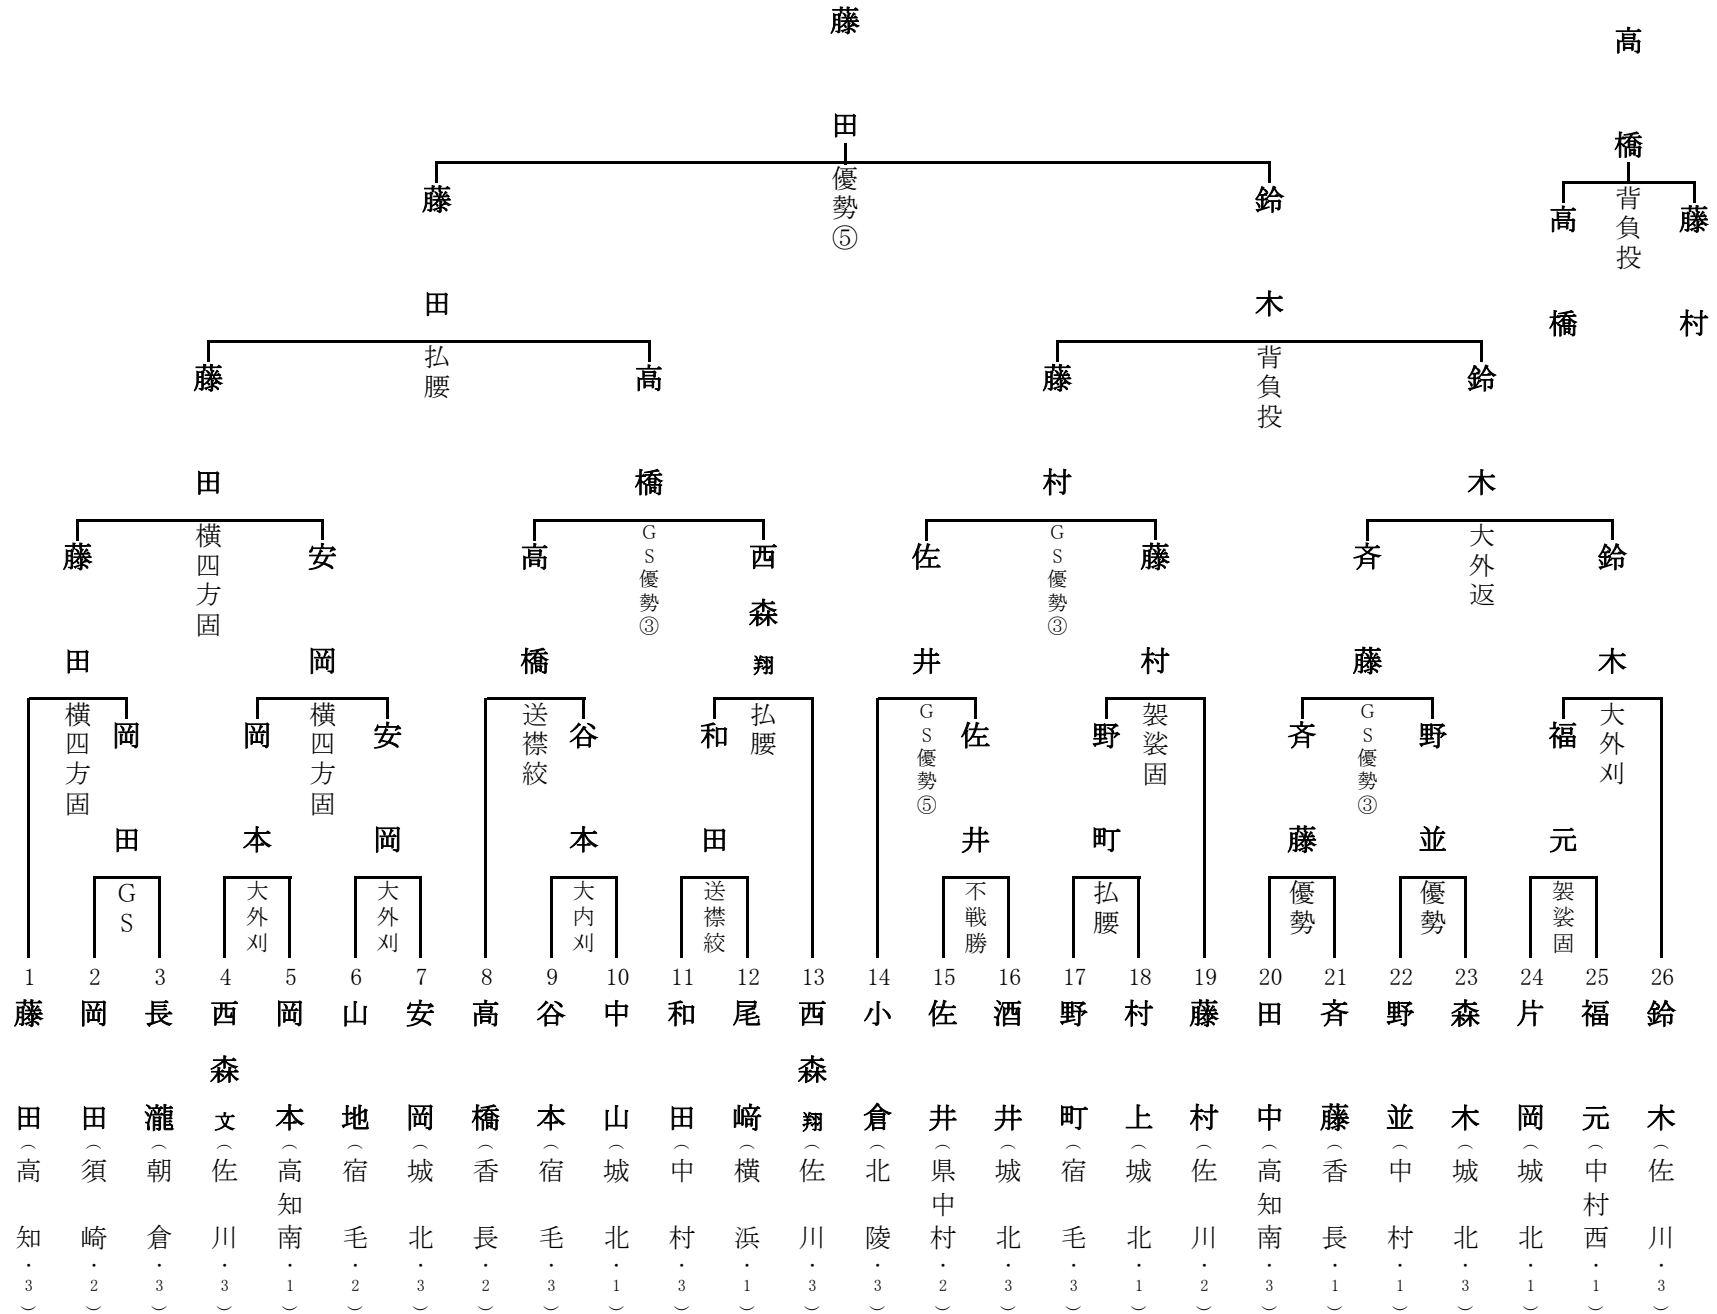 藤田
優勢⑤
高橋
背負投
高橋
藤村
藤田
払腰
鈴木
背負投
藤田
横四方固
高橋
GS優勢③
藤村
GS優勢③
鈴木
大外返
藤田
横四方固
安岡
横四方固
高橋
送襟絞
西森翔
払腰
佐井
GS優勢⑤
藤村
袈裟固
斉藤
GS優勢③
鈴木
大外刈
岡田
GS
岡本
大外刈
安岡
大外刈
谷本
大内刈
和田
送襟絞
佐井
不戦勝
野町
払腰
斉藤
優勢
野並
優勢
福元
袈裟固
1 藤田(高知・3)
2 岡田(須崎・2)
3 長瀧(朝倉・3)
4 西森文(佐川・3)
5 岡本(高知南・1)
6 山地(宿毛・2)
7 安岡(城北・3)
8 高橋(香長・2)
9 谷本(宿毛・3)
10 中山(城北・1)
11 和田(中村・3)
12 尾﨑(横浜・1)
13 西森翔(佐川・3)
14 小倉(北陵・3)
15 佐井(県中村・2)
16 酒井(城北・3)
17 野町(宿毛・3)
18 村上(城北・1)
19 藤村(佐川・2)
20 田中(高知南・3)
21 斉藤(香長・1)
22 野並(中村・1)
23 森木(城北・3)
24 片岡(城北・1)
25 福元(中村西・1)
26 鈴木(佐川・3)